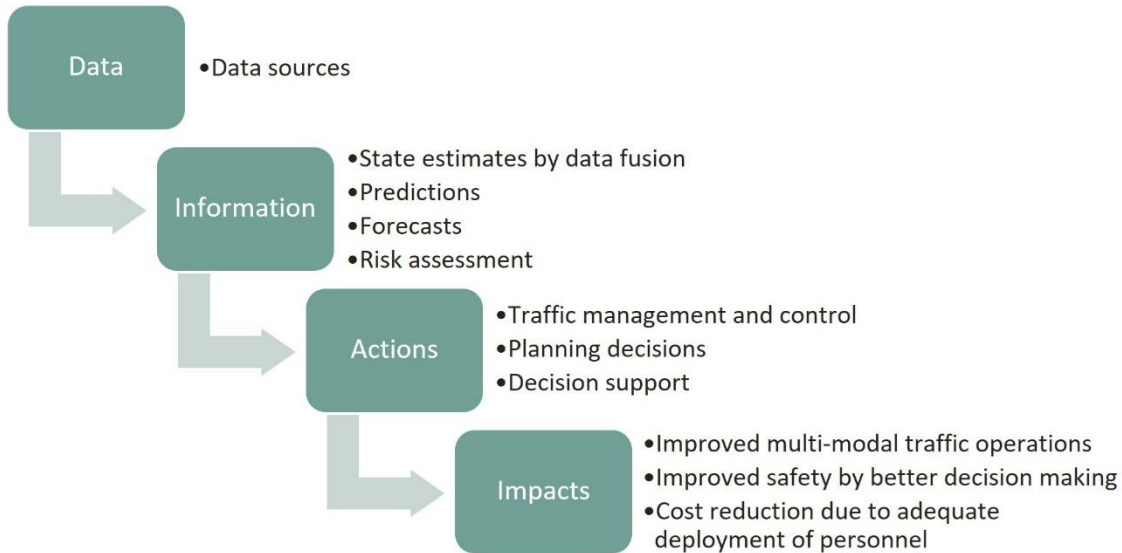 Data
•Data sources
Information
•State estimates by data fusion
•Predictions
•Forecasts
•Risk assessment
Actions
•Traffic management and control
•Planning decisions
•Decision support
Impacts
•Improved multi-modal traffic operations
•Improved safety by better decision making
•Cost reduction due to adequate
deployment of personnel